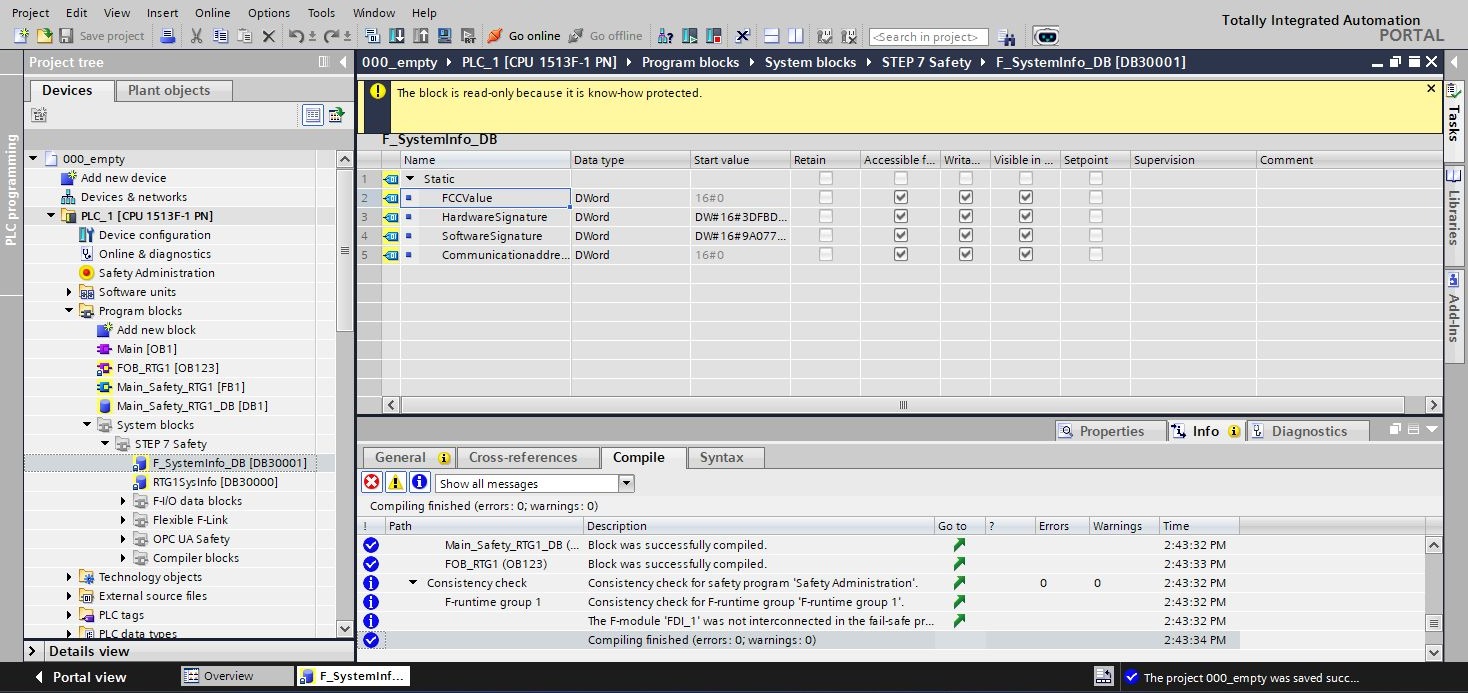 Project Edit View Insert Online Options Tools Window Help
Totally Integrated Automation
PORTAL
Save project Go online Go offline <Search in project>
Project tree
000_empty PLC_1 [CPU 1513F-1 PN] Program blocks System blocks STEP 7 Safety F_SystemInfo_DB [DB30001]
Devices Plant objects
The block is read-only because it is know-how protected.
PLC programming
Tasks
Libraries
Add-Ins
000_empty
Add new device
Devices & networks
PLC_1 [CPU 1513F-1 PN]
Device configuration
Online & diagnostics
Safety Administration
Software units
Program blocks
Add new block
Main [OB1]
FOB_RTG1 [OB123]
Main_Safety_RTG1 [FB1]
Main_Safety_RTG1_DB [DB1]
System blocks
STEP 7 Safety
F_SystemInfo_DB [DB30001]
RTG1SysInfo [DB30000]
F-I/O data blocks
Flexible F-Link
OPC UA Safety
Compiler blocks
Technology objects
External source files
PLC tags
PLC data types
Details view
F_SystemInfo_DB
Name Data type Start value Retain Accessible f... Writa... Visible in ... Setpoint Supervision Comment
1 Static
2 FCCValue DWord 16#0
3 HardwareSignature DWord DW#16#3DFBD...
4 SoftwareSignature DWord DW#16#9A077...
5 Communicationaddre... DWord 16#0
Properties Info Diagnostics
General Cross-references Compile Syntax
Show all messages
Compiling finished (errors: 0; warnings: 0)
! Path Description Go to ? Errors Warnings Time
Main_Safety_RTG1_DB (... Block was successfully compiled. 2:43:32 PM
FOB_RTG1 (OB123) Block was successfully compiled. 2:43:33 PM
Consistency check Consistency check for safety program 'Safety Administration'. 0 0 2:43:32 PM
F-runtime group 1 Consistency check for F-runtime group 'F-runtime group 1'. 2:43:32 PM
The F-module 'FDI_1' was not interconnected in the fail-safe pr... 2:43:32 PM
Compiling finished (errors: 0; warnings: 0) 2:43:34 PM
Portal view Overview F_SystemInf... The project 000_empty was saved succ...